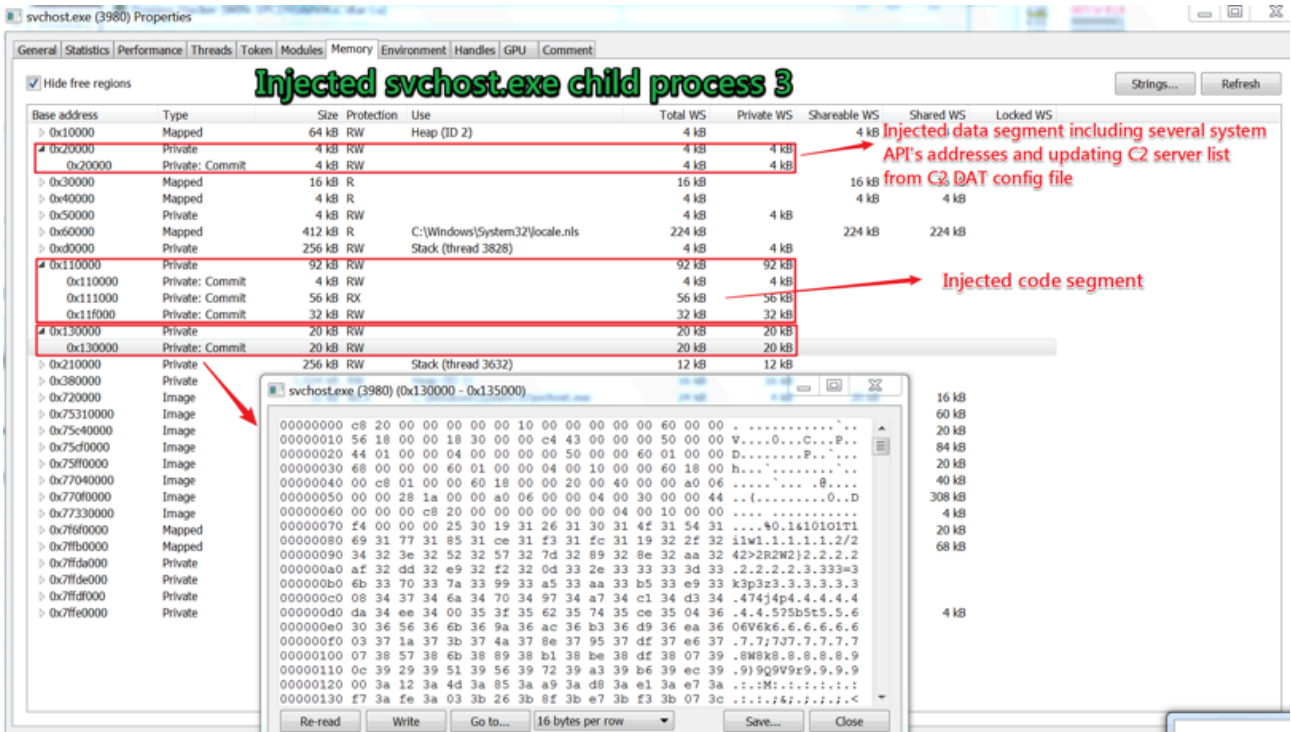 svchost.exe (3980) Properties
General Statistics Performance Threads Token Modules Memory Environment Handles GPU Comment
Hide free regions
Injected svchost.exe child process 3
Strings... Refresh
Base address Type Size Protection Use Total WS Private WS Shareable WS Shared WS Locked WS
0x10000 Mapped 64 kB RW Heap (ID 2) 4 kB 4 kB
0x20000 Private 4 kB RW 4 kB 4 kB
0x20000 Private: Commit 4 kB RW 4 kB 4 kB
Injected data segment including several system
API's addresses and updating C2 server list
from C2 DAT config file
0x30000 Mapped 16 kB R 16 kB 16 kB
0x40000 Mapped 4 kB R 4 kB 4 kB 4 kB
0x50000 Private 4 kB RW 4 kB 4 kB
0x60000 Mapped 412 kB R C:\Windows\System32\locale.nls 224 kB 224 kB 224 kB
0xd0000 Private 256 kB RW Stack (thread 3828) 4 kB 4 kB
0x110000 Private 92 kB RW 92 kB 92 kB
0x110000 Private: Commit 4 kB RW 4 kB 4 kB
0x111000 Private: Commit 56 kB RX 56 kB 56 kB
0x11f000 Private: Commit 32 kB RW 32 kB 32 kB
Injected code segment
0x130000 Private 20 kB RW 20 kB 20 kB
0x130000 Private: Commit 20 kB RW 20 kB 20 kB
0x210000 Private 256 kB RW Stack (thread 3632) 12 kB 12 kB
0x380000 Private
0x720000 Image 16 kB
0x75310000 Image 60 kB
0x75c40000 Image 20 kB
0x75cf0000 Image 84 kB
0x75ff0000 Image 20 kB
0x77040000 Image 40 kB
0x770f0000 Image 308 kB
0x77330000 Image 4 kB
0x7f6f0000 Mapped 20 kB
0x7ffb0000 Mapped 68 kB
0x7ffda000 Private
0x7ffde000 Private
0x7ffdf000 Private
0x7ffe0000 Private 4 kB
svchost.exe (3980) (0x130000 - 0x135000)
00000000 c8 20 00 00 00 00 10 00 00 00 00 00 60 00 00 . ...........`..
00000010 56 18 00 00 18 30 00 00 c4 43 00 00 00 50 00 00 V....0...C...P..
00000020 44 01 00 00 04 00 00 00 00 50 00 00 60 01 00 00 D........P..`...
00000030 68 00 00 00 60 01 00 00 04 00 10 00 00 60 18 00 h...`........`..
00000040 00 c8 01 00 00 60 18 00 00 20 00 40 00 00 a0 06 .....`... .@....
00000050 00 00 28 1a 00 00 a0 06 00 00 04 00 30 00 00 44 ..(.........0..D
00000060 00 00 00 c8 20 00 00 00 00 00 00 04 00 10 00 00 .... ...........
00000070 f4 00 00 00 25 30 19 31 26 31 30 31 4f 31 54 31 ....%0.1&101O1T1
00000080 69 31 77 31 85 31 ce 31 f3 31 fc 31 19 32 2f 32 i1w1.1.1.1.1.2/2
00000090 34 32 3e 32 52 32 57 32 7d 32 89 32 8e 32 aa 32 42>2R2W2}2.2.2.2
000000a0 af 32 dd 32 e9 32 f2 32 0d 33 2e 33 33 33 3d 33 .2.2.2.2.3.333=3
000000b0 6b 33 70 33 7a 33 99 33 a5 33 aa 33 b5 33 e9 33 k3p3z3.3.3.3.3.3
000000c0 08 34 37 34 6a 34 70 34 97 34 a7 34 c1 34 d3 34 .474j4p4.4.4.4.4
000000d0 da 34 ee 34 00 35 3f 35 62 35 74 35 ce 35 04 36 .4.4.5?5b5t5.5.6
000000e0 30 36 56 36 6b 36 9a 36 ac 36 b3 36 d9 36 ea 36 06V6k6.6.6.6.6.6
000000f0 03 37 1a 37 3b 37 4a 37 8e 37 95 37 df 37 e6 37 .7.7;7J7.7.7.7.7
00000100 07 38 57 38 6b 38 89 38 b1 38 be 38 df 38 07 39 .8W8k8.8.8.8.8.9
00000110 0c 39 29 39 51 39 56 39 72 39 a3 39 b6 39 ec 39 .9)9Q9V9r9.9.9.9
00000120 00 3a 12 3a 4d 3a 85 3a a9 3a d8 3a e1 3a e7 3a .:.:M:.:.:.:.:.:
00000130 f7 3a fe 3a 03 3b 26 3b 8f 3b e7 3b f3 3b 07 3c .:.:.;&;.;.;.;.<
Re-read Write Go to... 16 bytes per row Save... Close